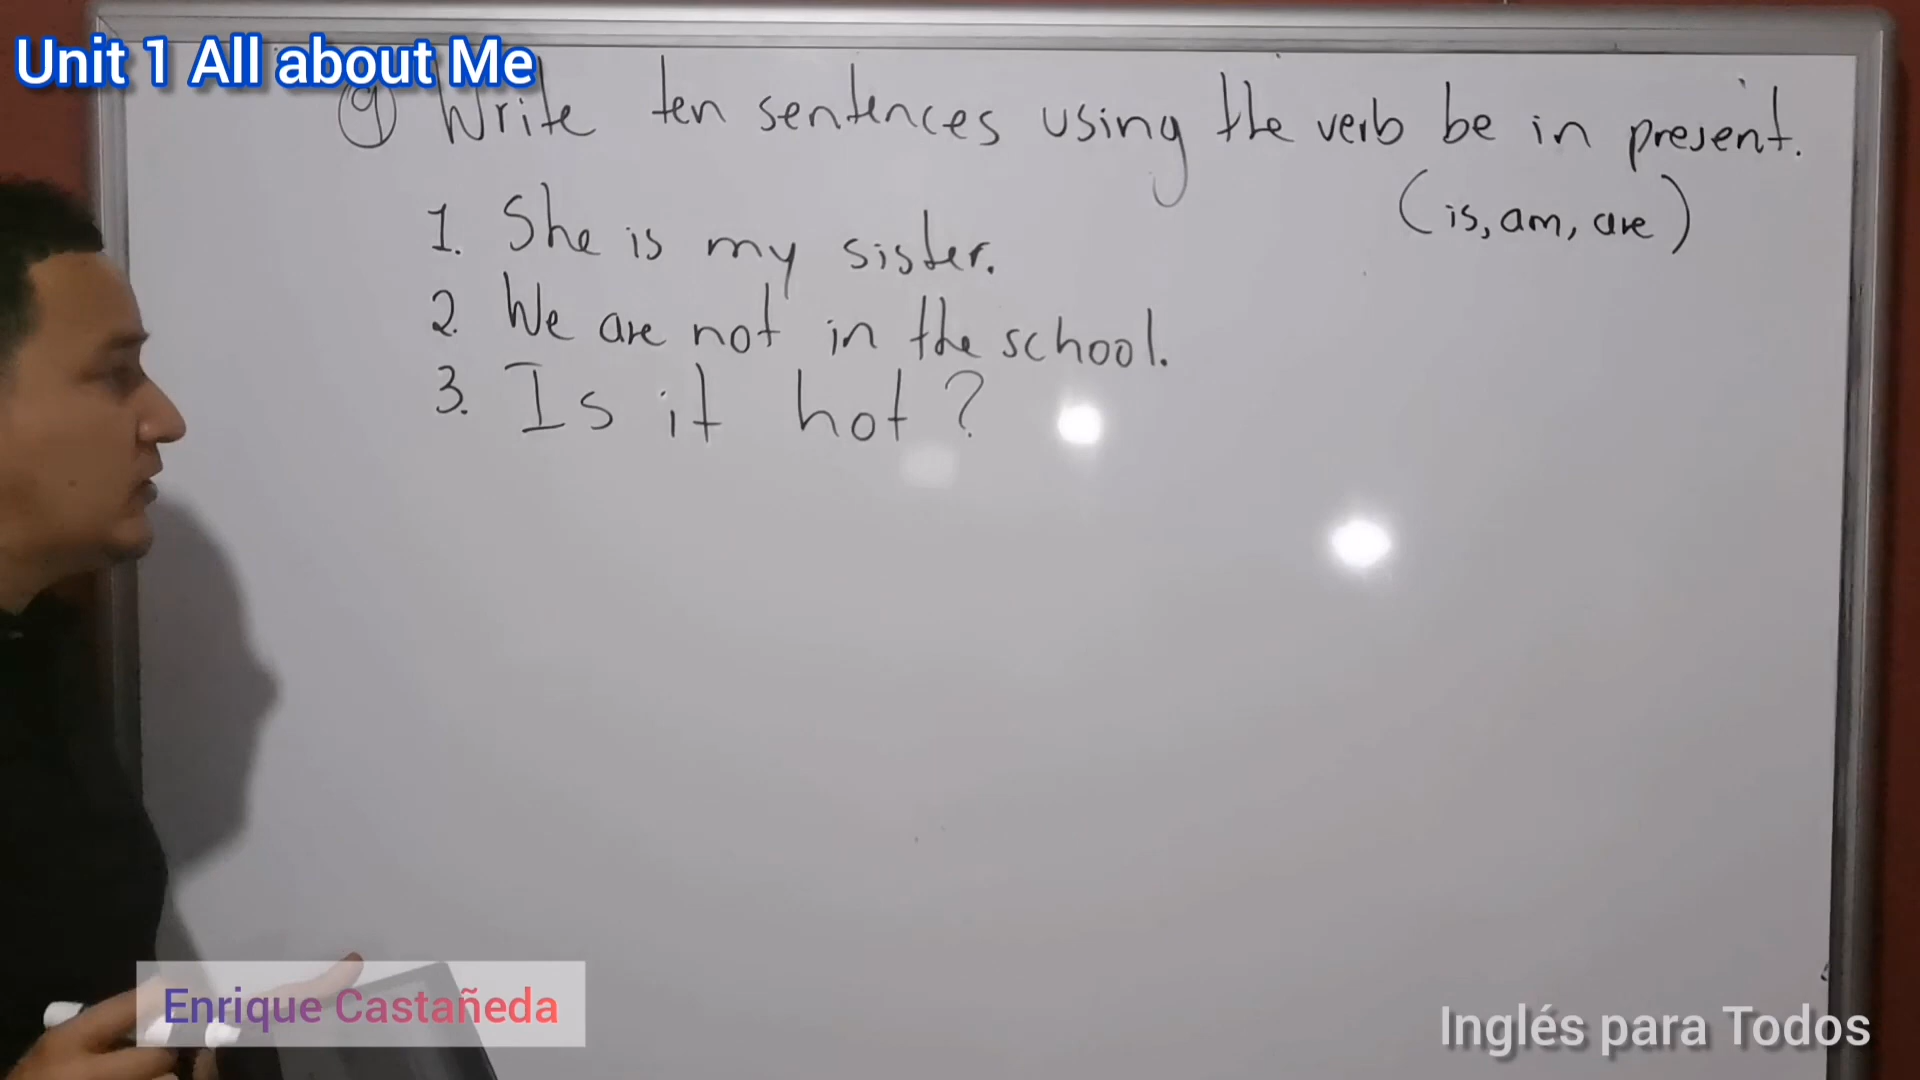 Unit 1 All about Me
9 Write ten sentences using the verb be in present.
(is, am, are)
1. She is my sister.
2. We are not in the school.
3. Is it hot?
Enrique Castañeda
Inglés para Todos